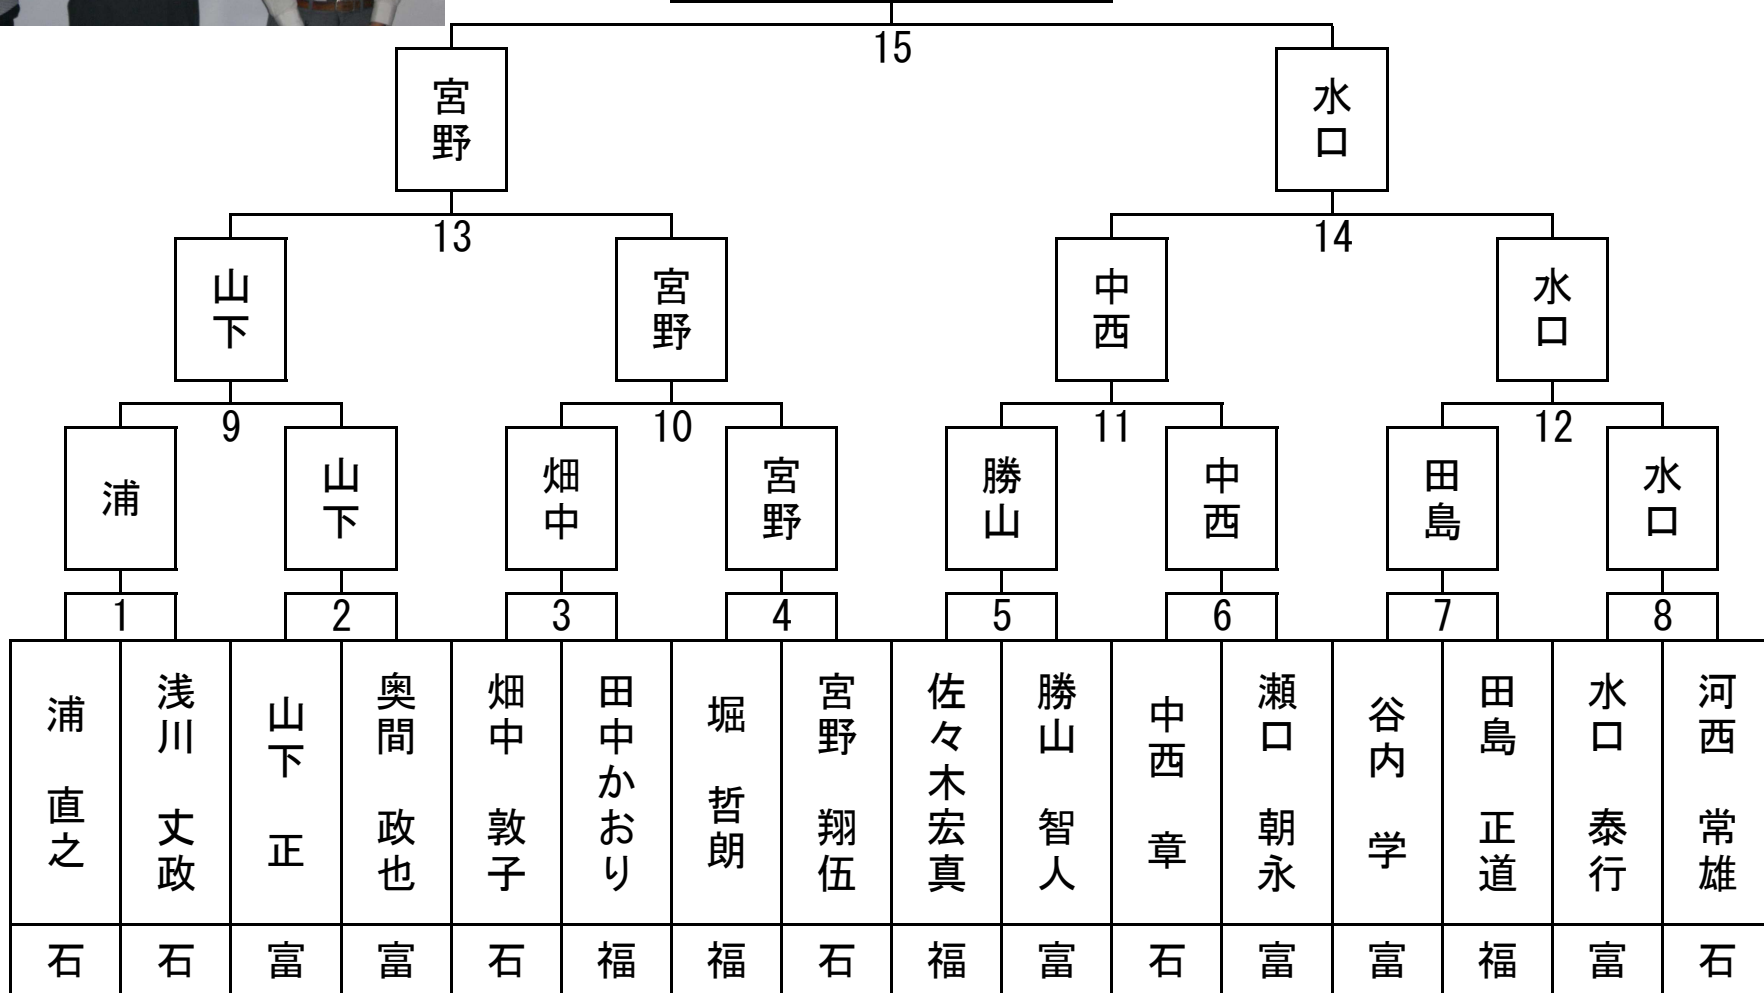 15
宮野
水口
13
14
山下
宮野
中西
水口
9
10
11
12
浦
山下
畑中
宮野
勝山
中西
田島
水口
1
2
3
4
5
6
7
8
浦 直之
浅川 丈政
山下 正
奥間 政也
畑中 敦子
田中かおり
堀 哲朗
宮野 翔伍
佐々木宏真
勝山 智人
中西 章
瀬口 朝永
谷内 学
田島 正道
水口 泰行
河西 常雄
石
石
富
富
石
福
福
石
福
富
石
富
富
福
富
石